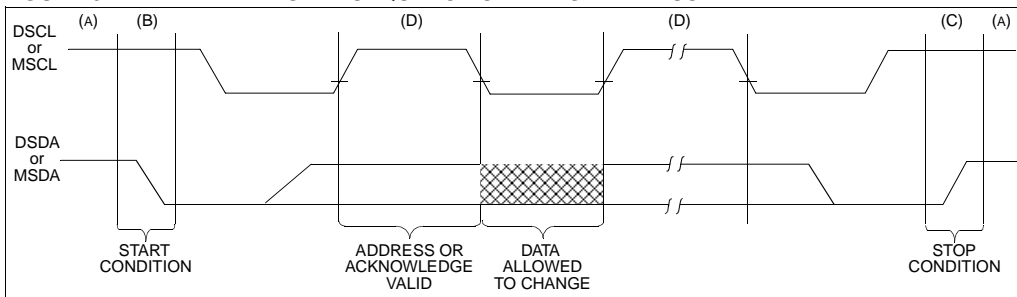 (A) (B) (D) (D) (C) (A)
DSCL
or
MSCL
DSDA
or
MSDA
START
CONDITION
ADDRESS OR
ACKNOWLEDGE
VALID
DATA
ALLOWED
TO CHANGE
STOP
CONDITION